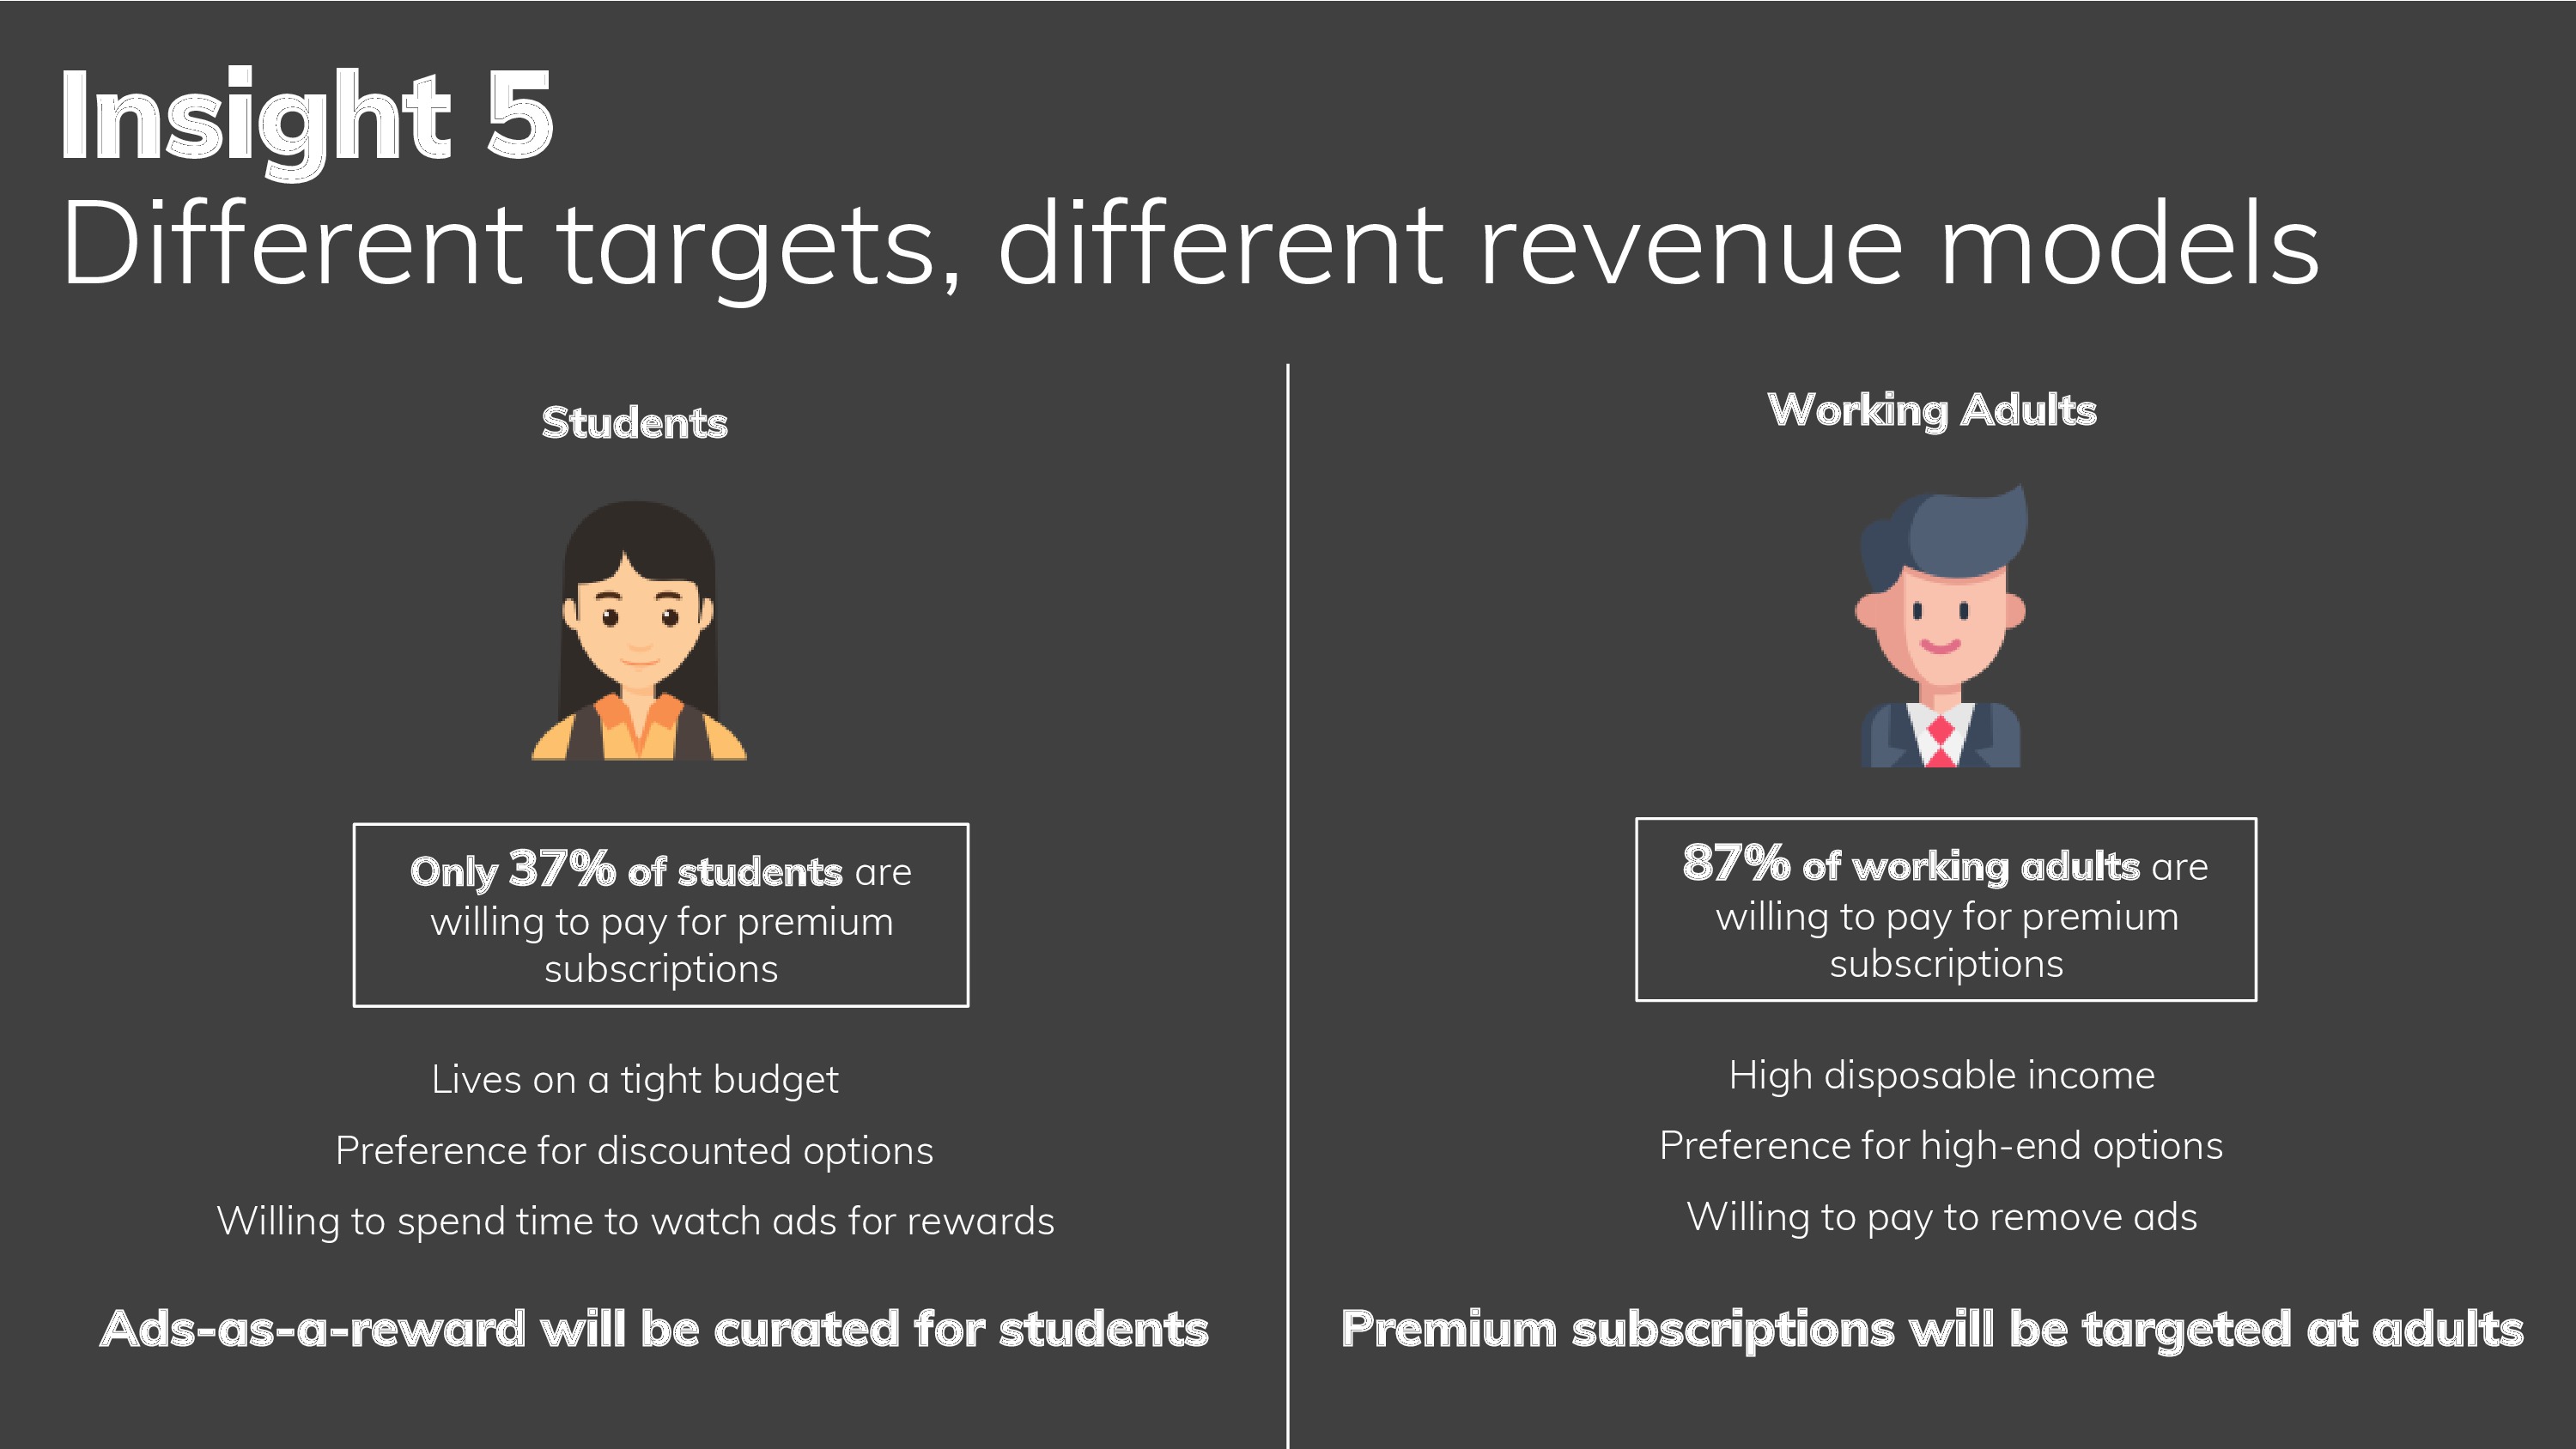 Insight 5
Different targets, different revenue models
Students
Only 37% of students are
willing to pay for premium
subscriptions
Lives on a tight budget
Preference for discounted options
Willing to spend time to watch ads for rewards
Ads-as-a-reward will be curated for students
Working Adults
87% of working adults are
willing to pay for premium
subscriptions
High disposable income
Preference for high-end options
Willing to pay to remove ads
Premium subscriptions will be targeted at adults